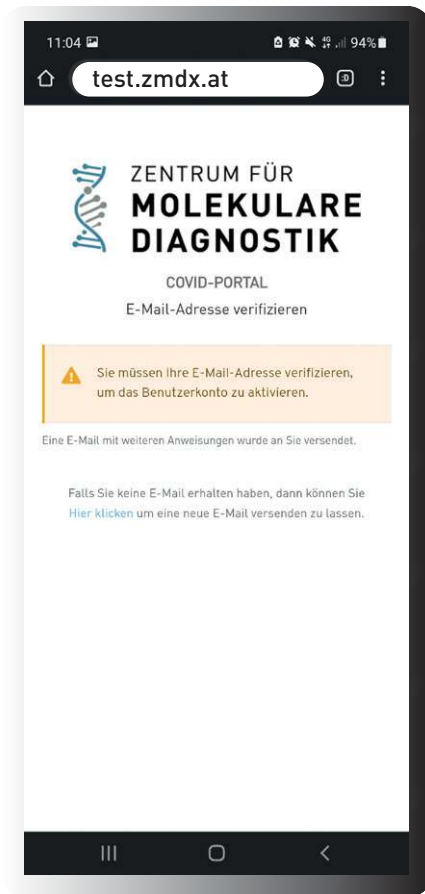 11:04 4G 94%
test.zmdx.at :D
ZENTRUM FÜR
MOLEKULARE
DIAGNOSTIK
COVID-PORTAL
E-Mail-Adresse verifizieren
Sie müssen Ihre E-Mail-Adresse verifizieren,
um das Benutzerkonto zu aktivieren.
Eine E-Mail mit weiteren Anweisungen wurde an Sie versendet.
Falls Sie keine E-Mail erhalten haben, dann können Sie
Hier klicken um eine neue E-Mail versenden zu lassen.